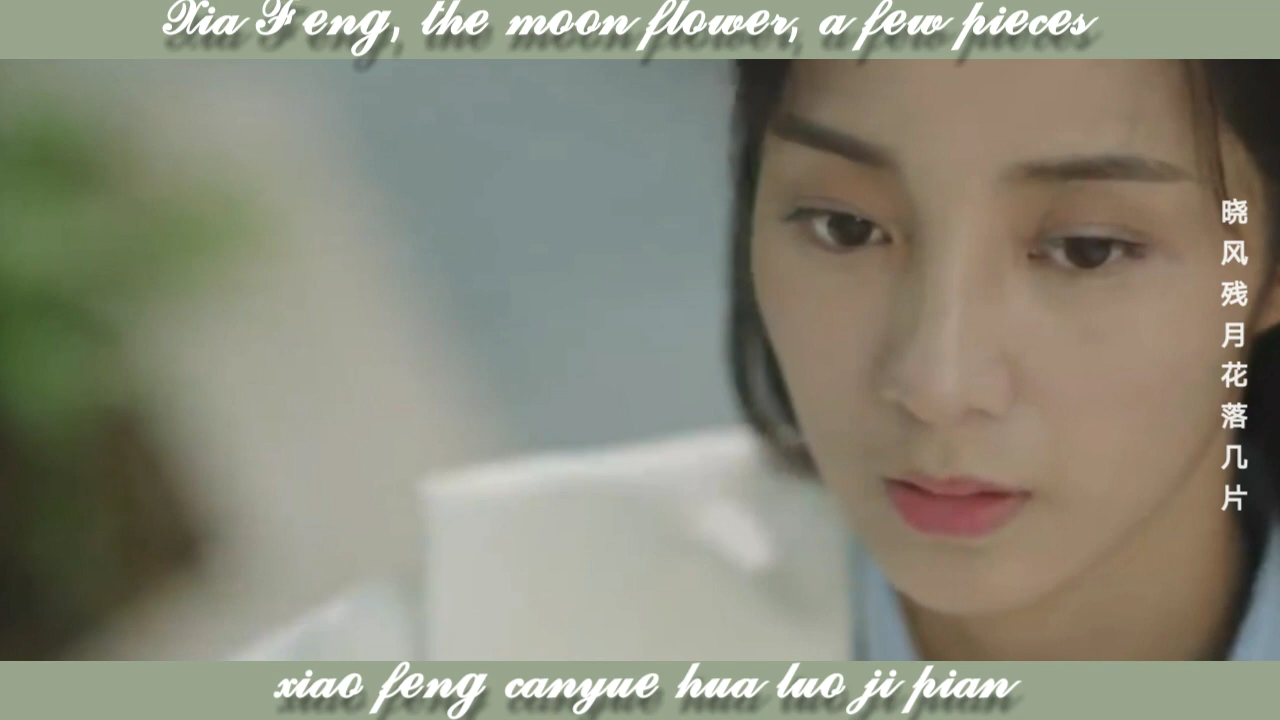 Xia Feng, the moon flower, a few pieces
晓风残月花落几片
xiao feng canyue hua luo ji pian